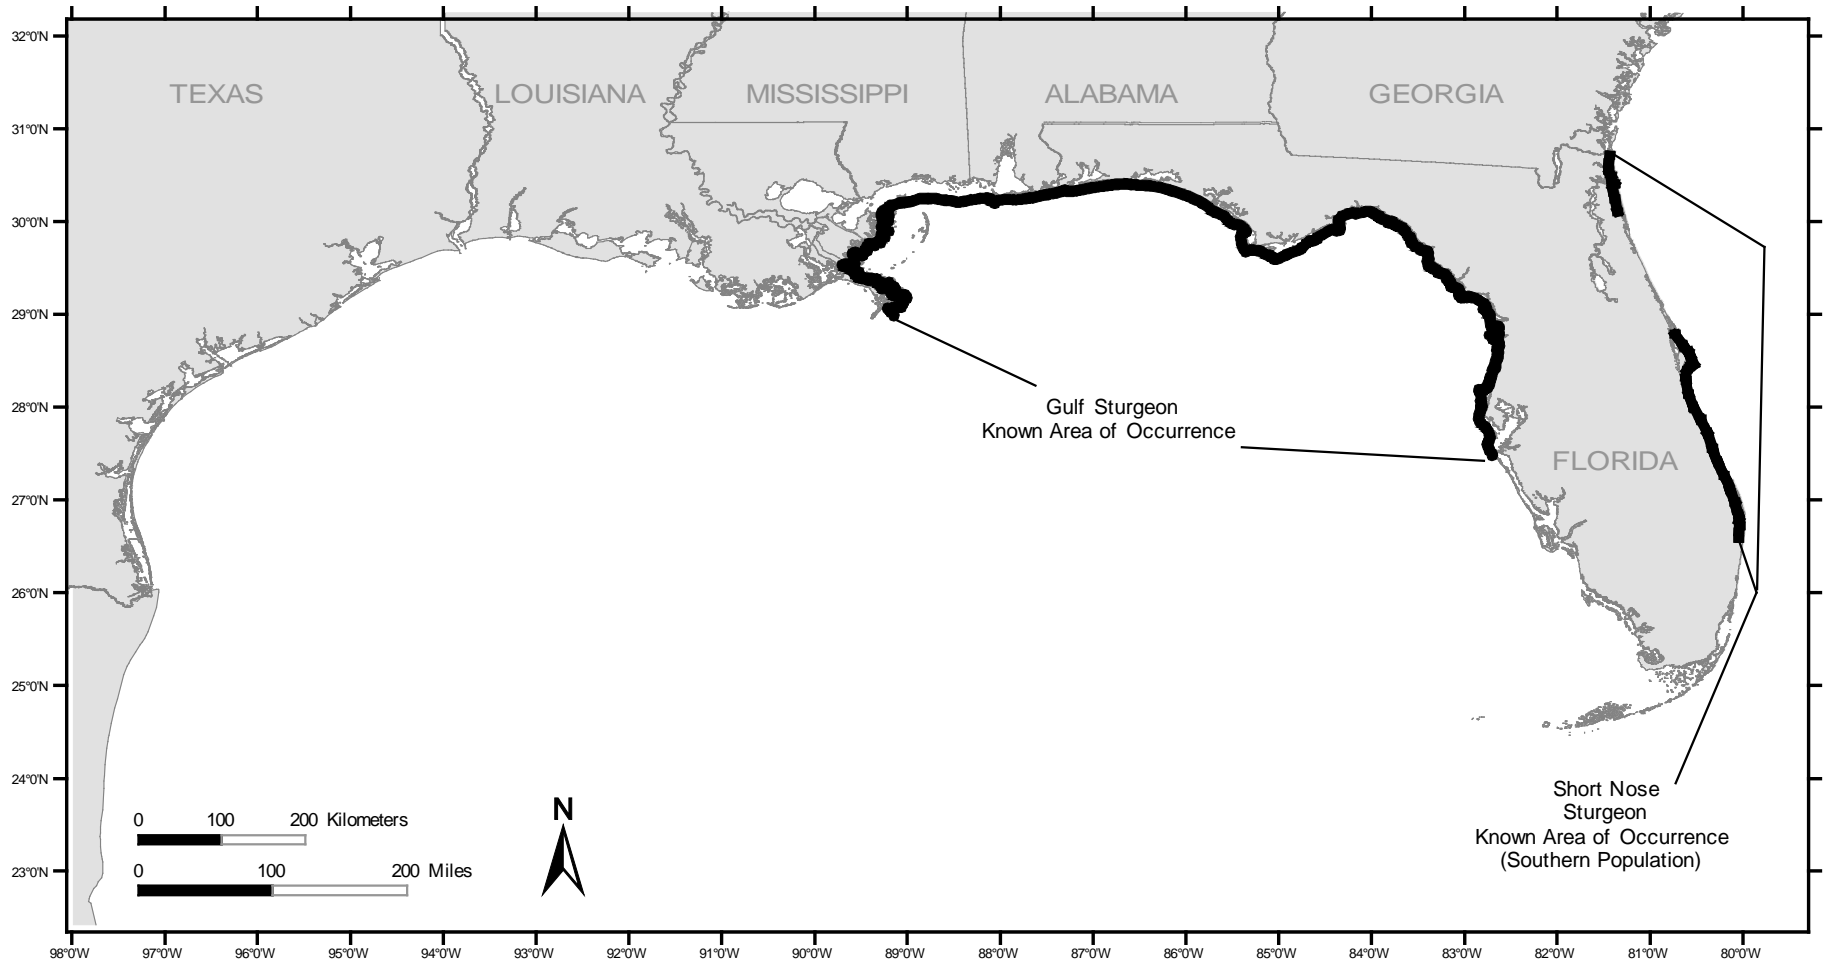 32°0'N
31°0'N
30°0'N
29°0'N
28°0'N
27°0'N
26°0'N
25°0'N
24°0'N
23°0'N
TEXAS
LOUISIANA
MISSISSIPPI
ALABAMA
GEORGIA
FLORIDA
Gulf Sturgeon
Known Area of Occurrence
Short Nose
Sturgeon
Known Area of Occurrence
(Southern Population)
0 100 200 Kilometers
0 100 200 Miles
N
98°0'W 97°0'W 96°0'W 95°0'W 94°0'W 93°0'W 92°0'W 91°0'W 90°0'W 89°0'W 88°0'W 87°0'W 86°0'W 85°0'W 84°0'W 83°0'W 82°0'W 81°0'W 80°0'W